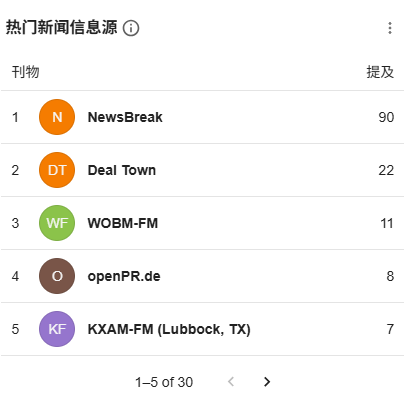 热门新闻信息源
刊物 提及
1 N NewsBreak 90
2 DT Deal Town 22
3 WF WOBM-FM 11
4 O openPR.de 8
5 KF KXAM-FM (Lubbock, TX) 7
1–5 of 30